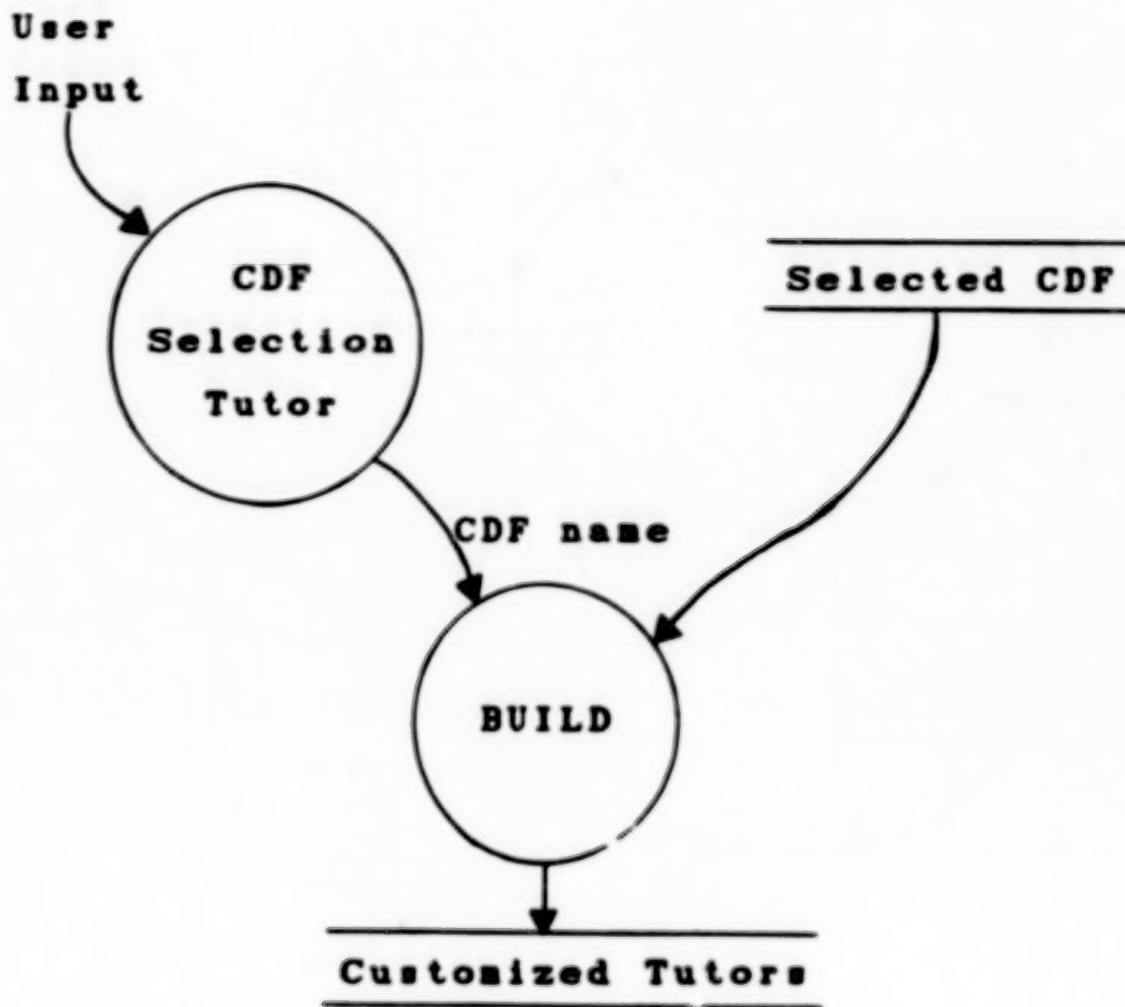 User
Input
CDF
Selection
Tutor
Selected CDF
CDF name
BUILD
Customized Tutors